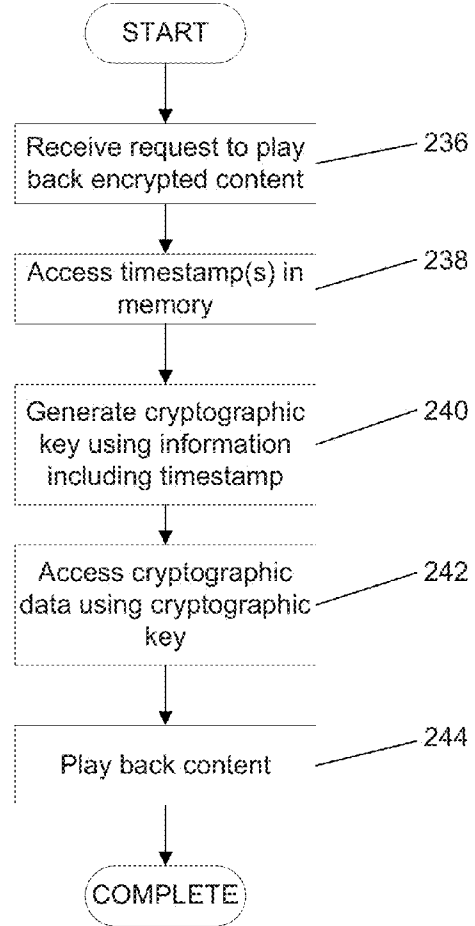 START
Receive request to play
back encrypted content
236
Access timestamp(s) in
memory
238
Generate cryptographic
key using information
including timestamp
240
Access cryptographic
data using cryptographic
key
242
Play back content
244
COMPLETE